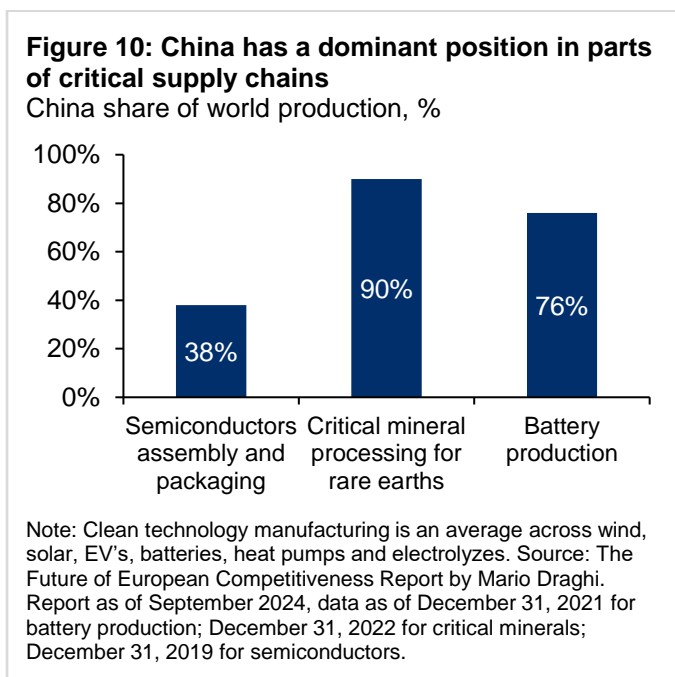 Figure 10: China has a dominant position in parts
of critical supply chains
China share of world production, %
100%
80%
60%
40%
20%
0%
38%
90%
76%
Semiconductors
assembly and
packaging
Critical mineral
processing for
rare earths
Battery
production
Note: Clean technology manufacturing is an average across wind,
solar, EV's, batteries, heat pumps and electrolyzes. Source: The
Future of European Competitiveness Report by Mario Draghi.
Report as of September 2024, data as of December 31, 2021 for
battery production; December 31, 2022 for critical minerals;
December 31, 2019 for semiconductors.